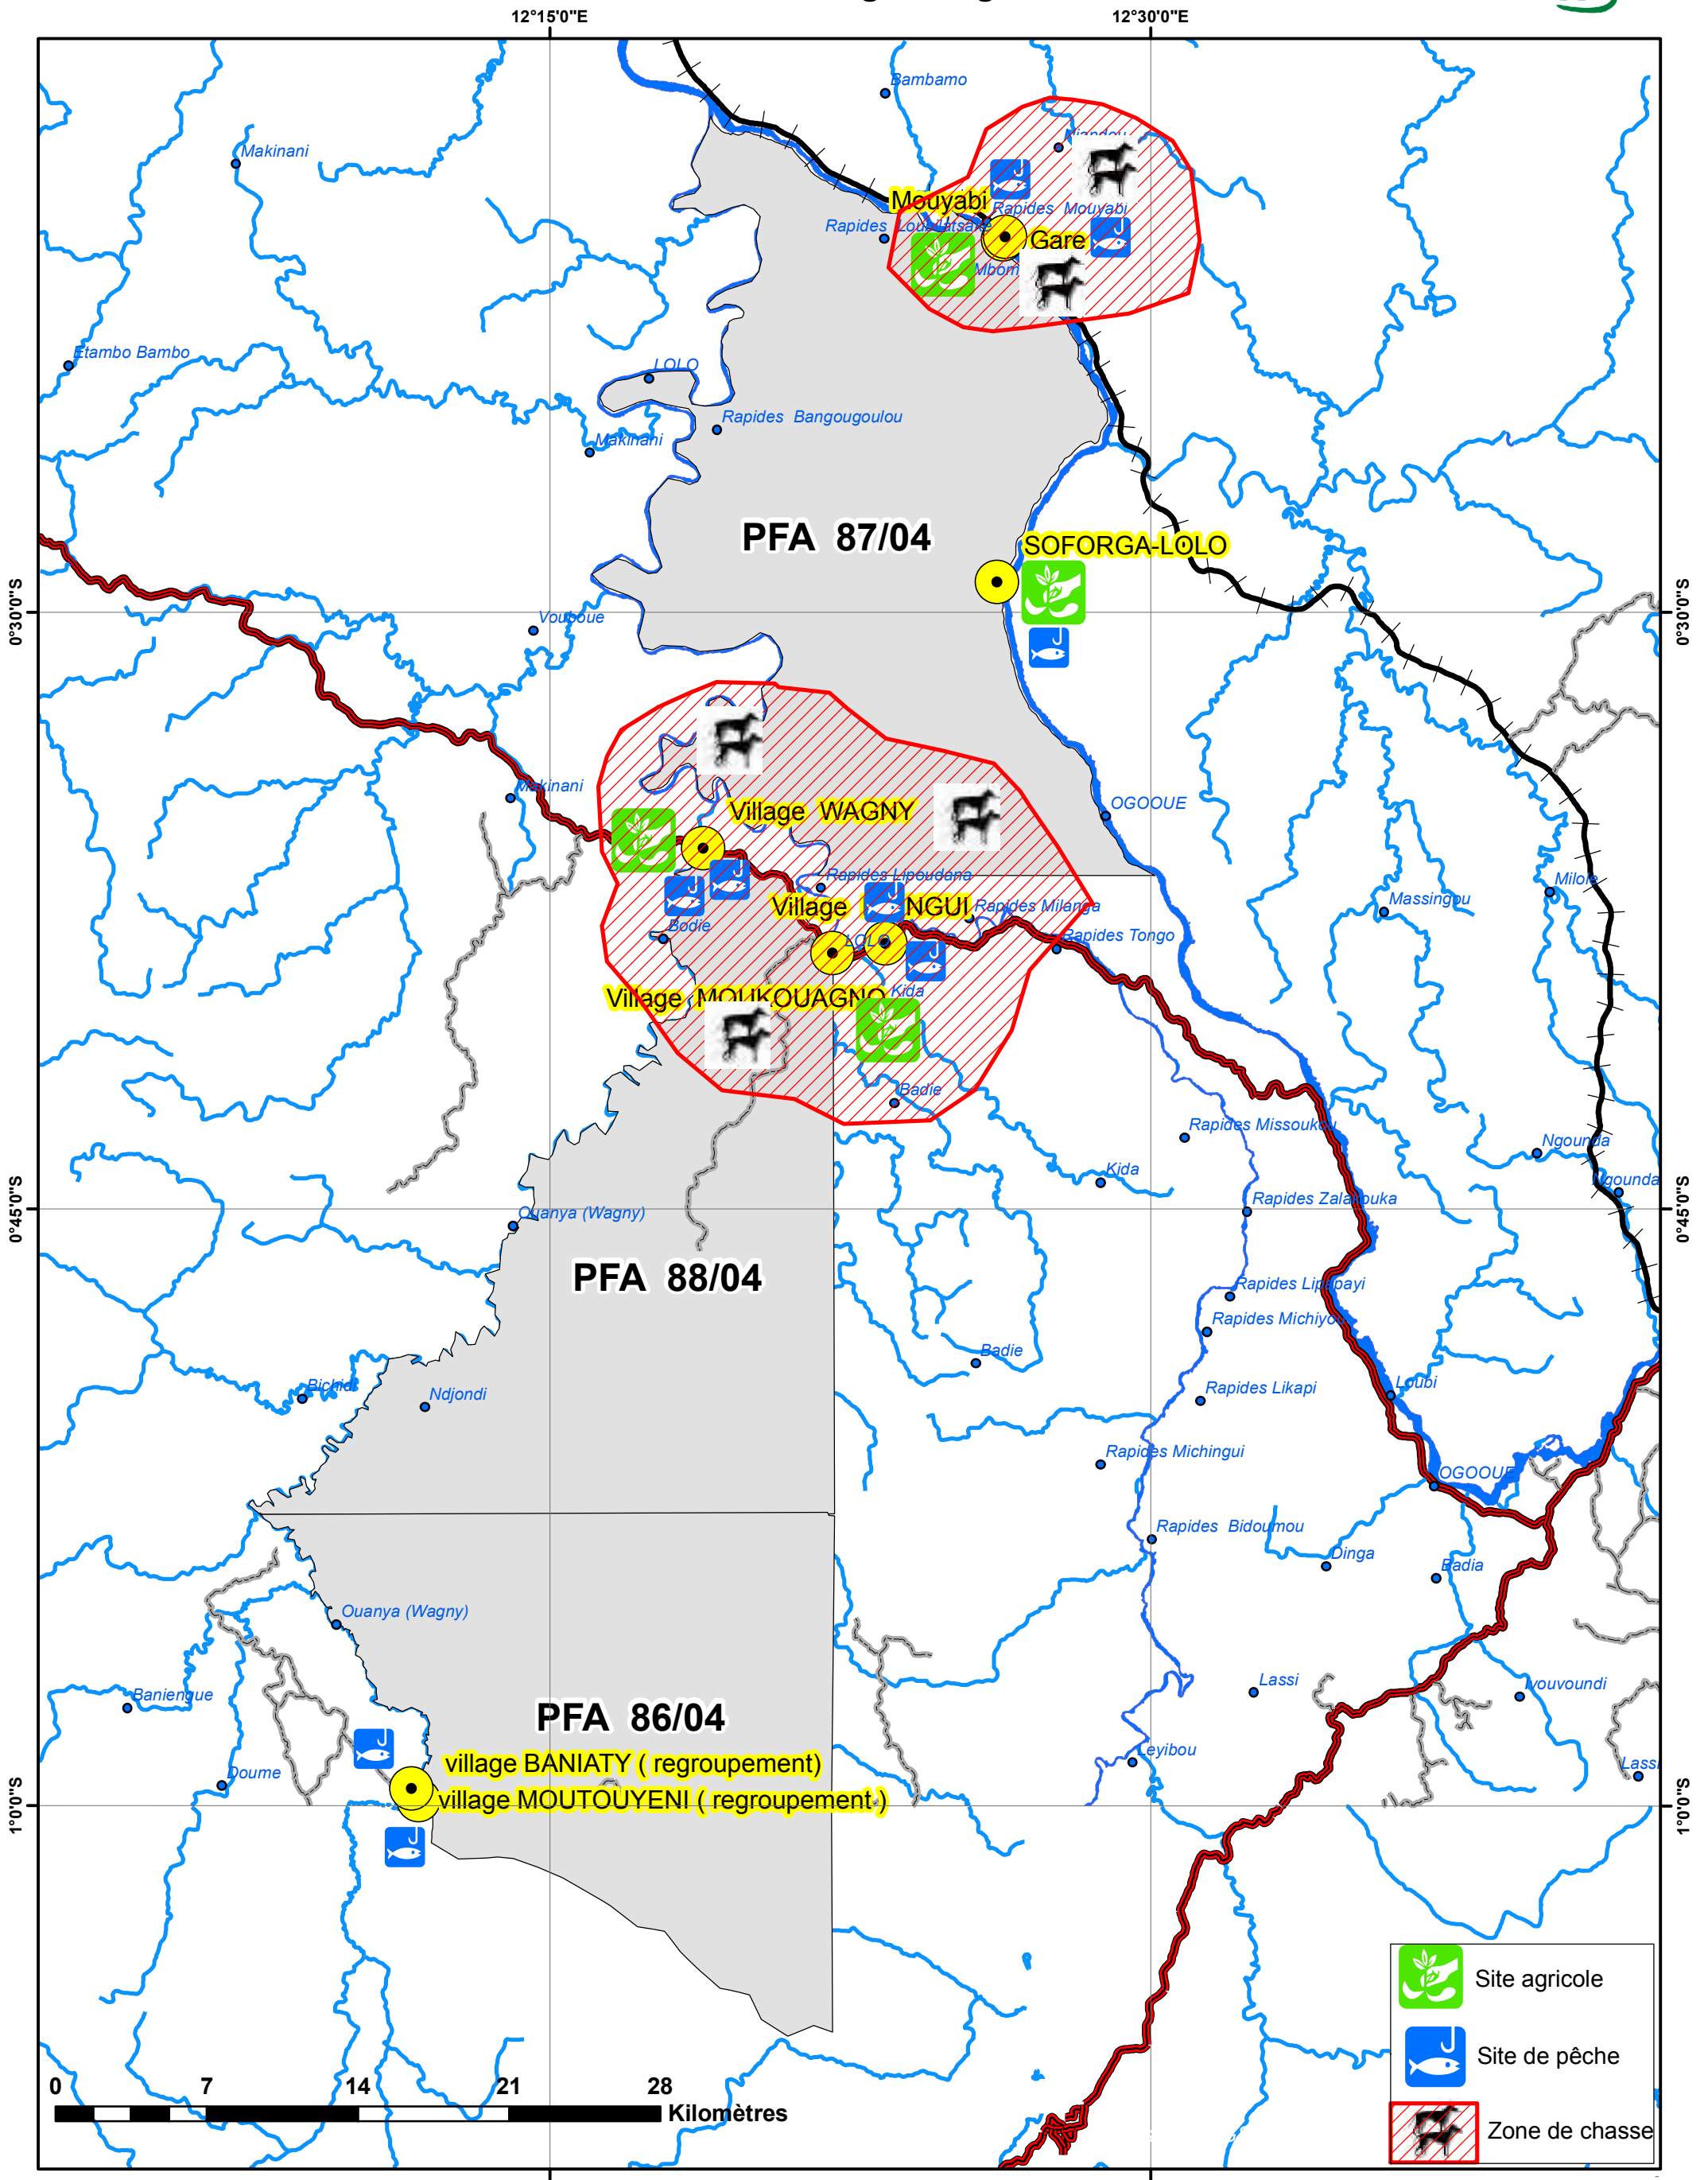 12°15'0"E
12°30'0"E
Bambamo
Makinani
Mouyabi
Rapides Mouyabi
Rapides
Gare
Etambo Bambo
LOLO
Rapides Bangougoulou
Makinani
PFA 87/04
SOFORGA-LOLO
0°30'0"S
0°30'0"S
Vouboue
Makinani
Village WAGNY
OGOOUE
Rapides Lipoudana
Massingou
Milole
Village NGUI
Rapides Milanga
Bodie
LOLO
Rapides Tongo
Village MOUKOUAGNO
Kida
Badie
Rapides Missoukou
Ngounda
Kida
Ngounda
Rapides Zalabouka
0°45'0"S
0°45'0"S
Ouanya (Wagny)
PFA 88/04
Rapides Lipapayi
Rapides Michiyou
Badie
Bichidi
Ndjondi
Rapides Likapi
Loubi
Rapides Michingui
OGOOUE
Rapides Bidoumou
Dinga
Badia
Ouanya (Wagny)
Lassi
Ivouvoundi
Baniengue
PFA 86/04
Leyibou
village BANIATY ( regroupement)
Doume
Lassi
village MOUTOUYENI ( regroupement )
1°0'0"S
1°0'0"S
Site agricole
Site de pêche
Zone de chasse
0 7 14 21 28
Kilomètres